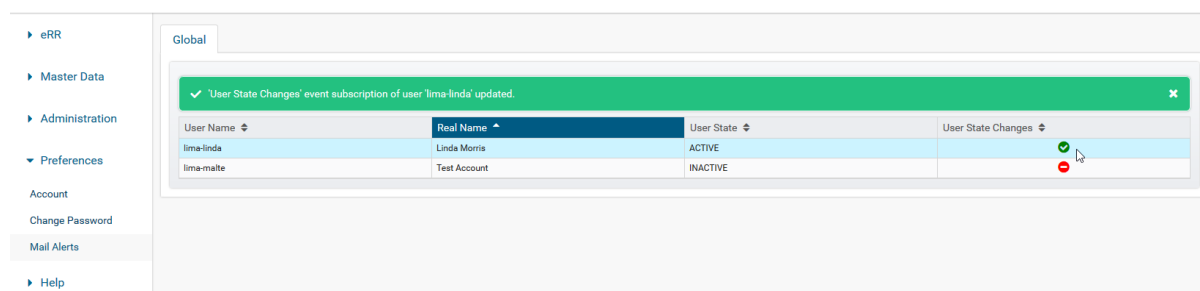 eRR
Master Data
Administration
Preferences
Account
Change Password
Mail Alerts
Help
Global
'User State Changes' event subscription of user 'lima-linda' updated.
User Name Real Name User State User State Changes
lima-linda Linda Morris ACTIVE
lima-malte Test Account INACTIVE